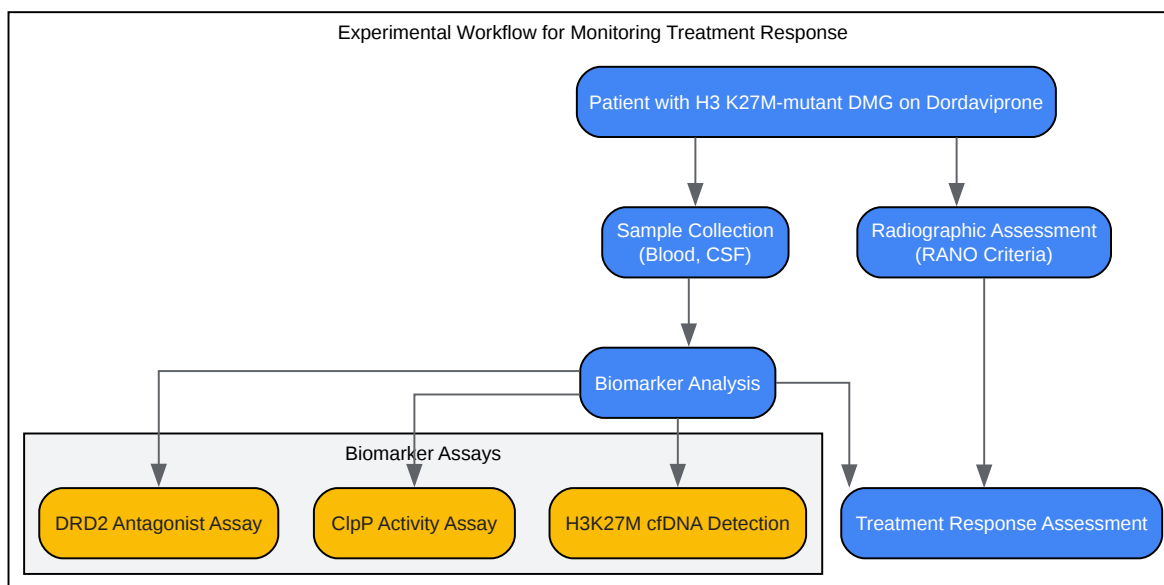 Experimental Workflow for Monitoring Treatment Response
Patient with H3 K27M-mutant DMG on Dordaviprone
Sample Collection
(Blood, CSF)
Radiographic Assessment
(RANO Criteria)
Biomarker Analysis
Biomarker Assays
DRD2 Antagonist Assay
ClpP Activity Assay
H3K27M cfDNA Detection
Treatment Response Assessment